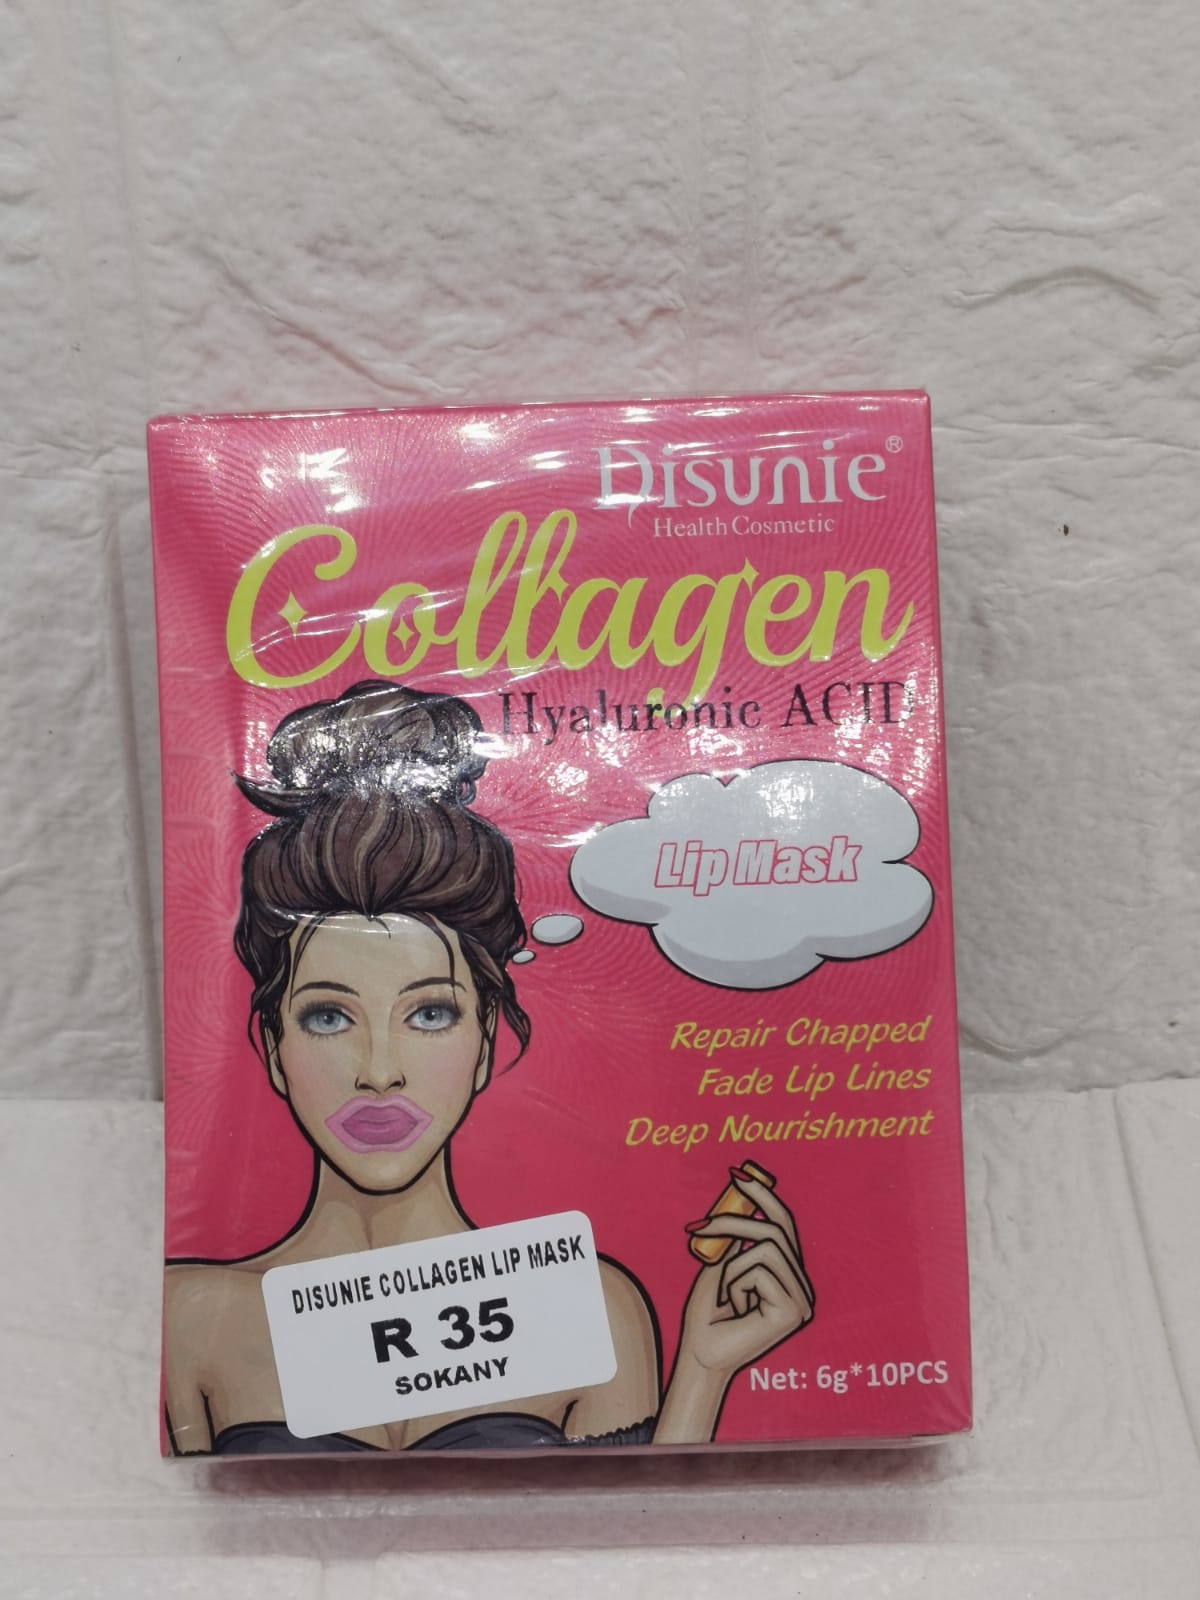 Disunie®
Health Cosmetic
Collagen
Hyaluronic ACID
Lip Mask
Repair Chapped
Fade Lip Lines
Deep Nourishment
DISUNIE COLLAGEN LIP MASK
R 35
SOKANY
Net: 6g*10PCS